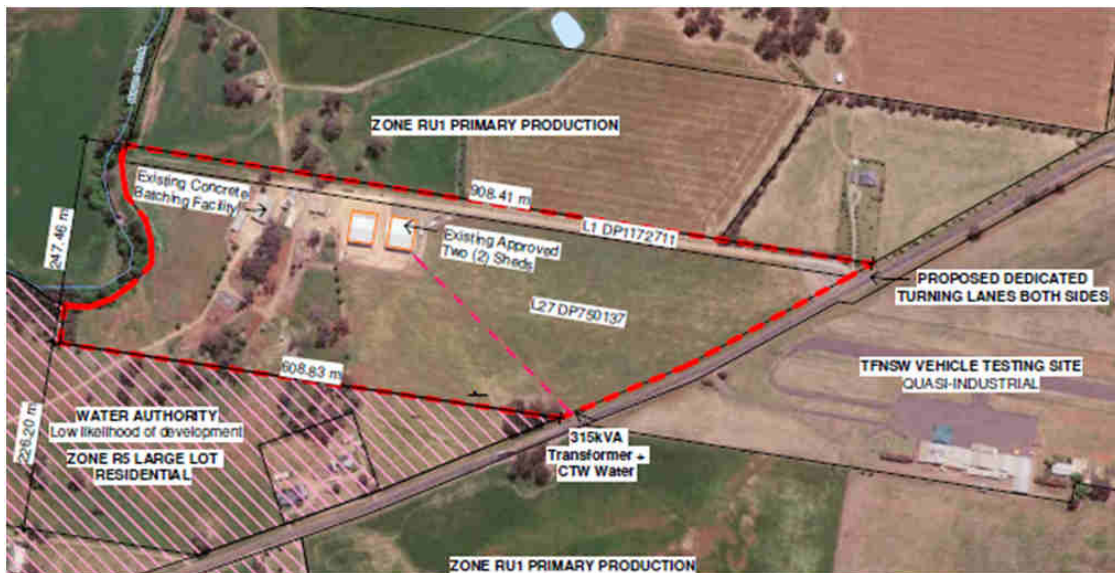 ZONE RU1 PRIMARY PRODUCTION
Existing Concrete
Batching Facility
908.41 m
L1 DP1172711
247.46 m
Existing Approved
Two (2) Sheds
PROPOSED DEDICATED
TURNING LANES BOTH SIDES
L27 DP750137
608.83 m
TFNSW VEHICLE TESTING SITE
QUASI-INDUSTRIAL
WATER AUTHORITY
Low likelihood of development
ZONE R5 LARGE LOT
RESIDENTIAL
226.20 m
315kVA
Transformer +
CTW Water
ZONE RU1 PRIMARY PRODUCTION